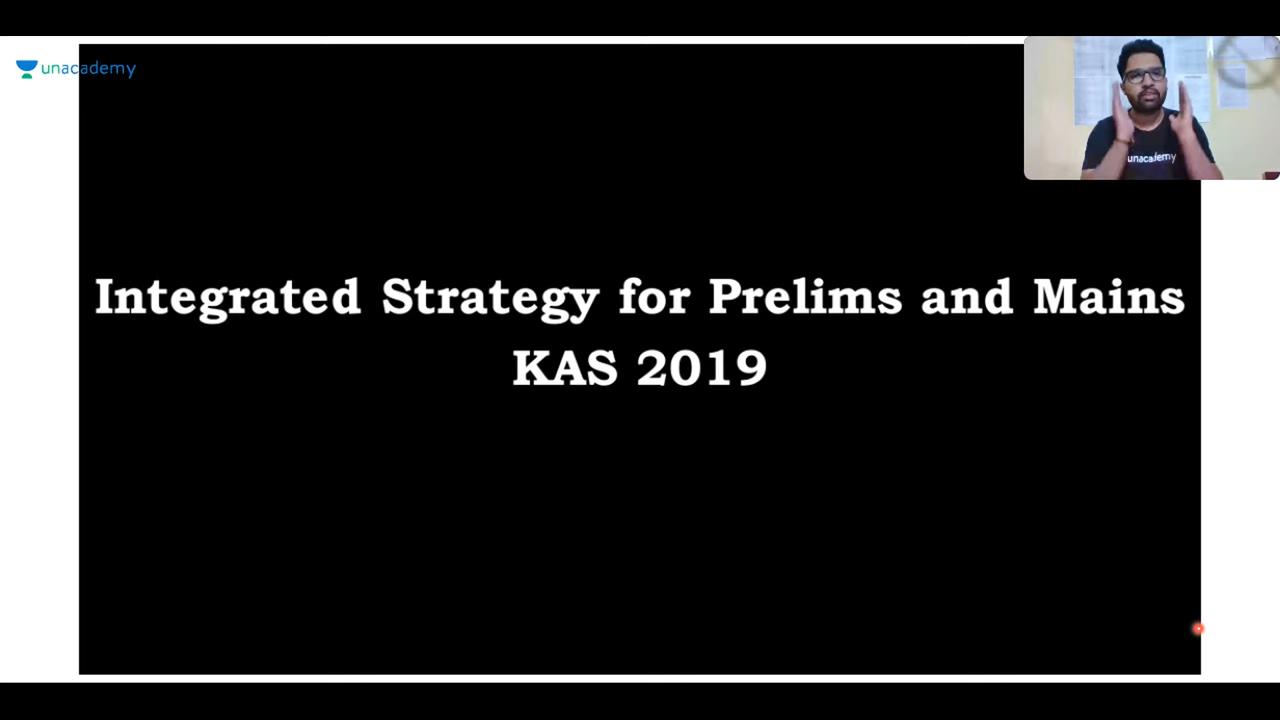 unacademy
unacademy
Integrated Strategy for Prelims and Mains
KAS 2019